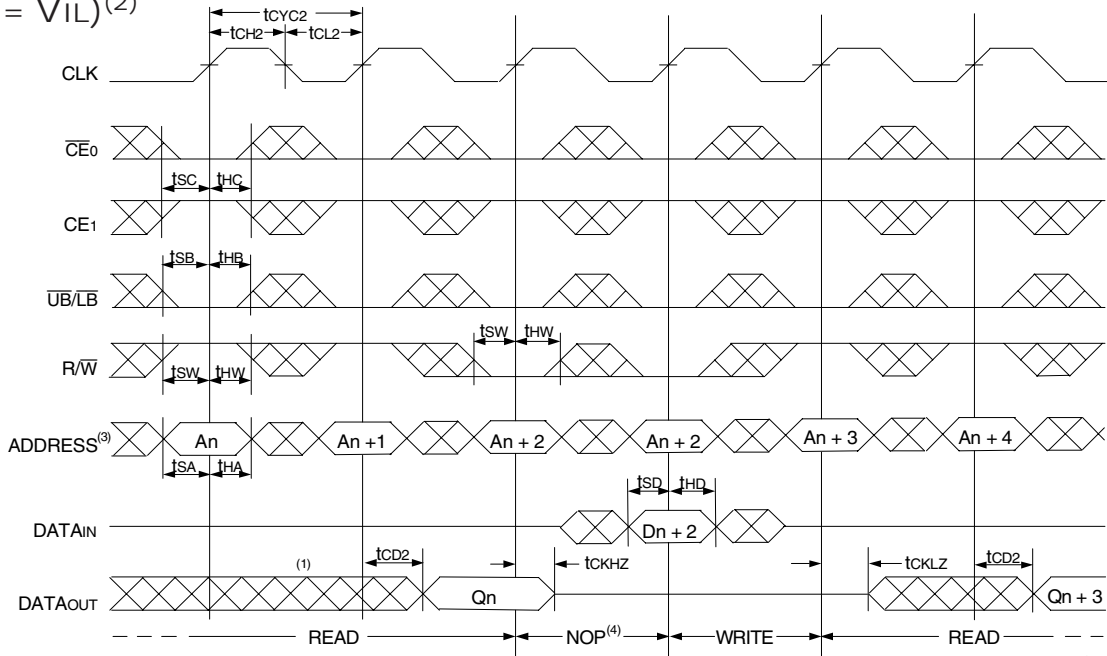 = VIL)(2)
tCYC2
tCH2 tCL2
CLK
CE0
tSC tHC
CE1
tSB tHB
UB/LB
tSW tHW
R/W
tSW tHW
ADDRESS(3) An An +1 An + 2 An + 2 An + 3 An + 4
tSA tHA
tSD tHD
DATAIN Dn + 2
(1) tCD2 tCKHZ tCKLZ tCD2
DATAOUT Qn Qn + 3
READ NOP(4) WRITE READ